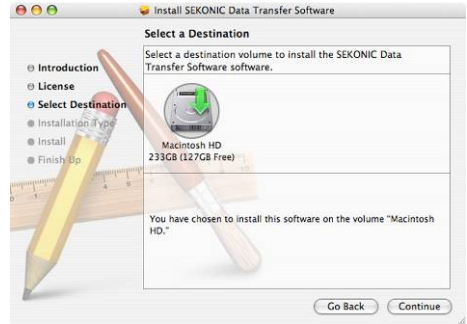 Install SEKONIC Data Transfer Software
Select a Destination
Select a destination volume to install the SEKONIC Data
Transfer Software software.
Introduction
License
Select Destination
Installation Type
Install
Finish Up
Macintosh HD
233GB (127GB Free)
You have chosen to install this software on the volume "Macintosh
HD."
Go Back
Continue